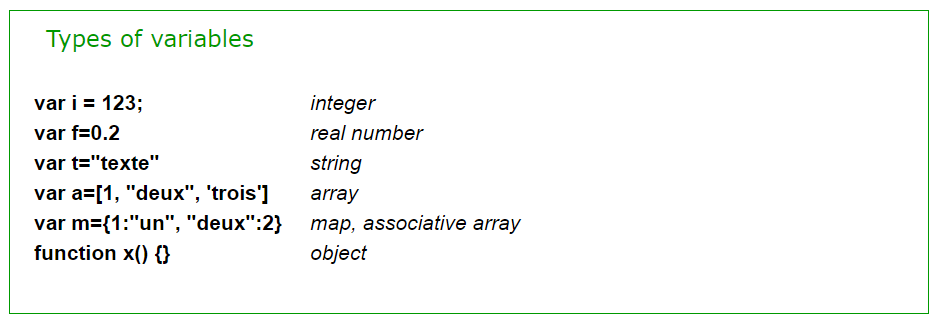 Types of variables
var i = 123; integer
var f=0.2 real number
var t="texte" string
var a=[1, "deux", 'trois'] array
var m={1:"un", "deux":2} map, associative array
function x() {} object